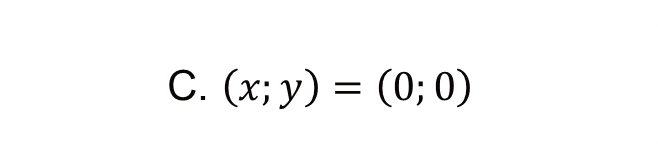 C. (x; y) = (0; 0)